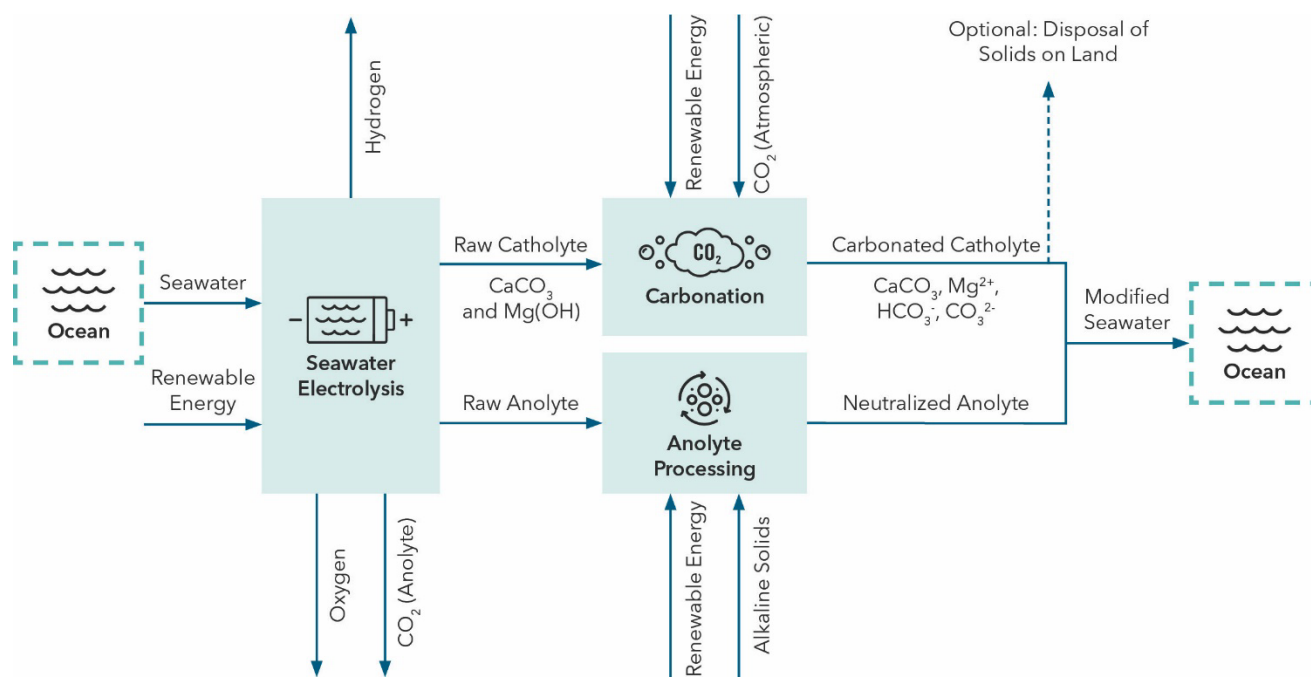 Optional: Disposal of
Solids on Land
Hydrogen
Renewable Energy
CO₂ (Atmospheric)
Ocean
Seawater
Renewable
Energy
- +
Seawater
Electrolysis
Raw Catholyte
CaCO₃
and Mg(OH)
Raw Anolyte
CO₂
Carbonation
Anolyte
Processing
Carbonated Catholyte
CaCO₃, Mg²⁺,
HCO₃⁻, CO₃²⁻
Neutralized Anolyte
Modified
Seawater
Ocean
Oxygen
CO₂ (Anolyte)
Renewable Energy
Alkaline Solids